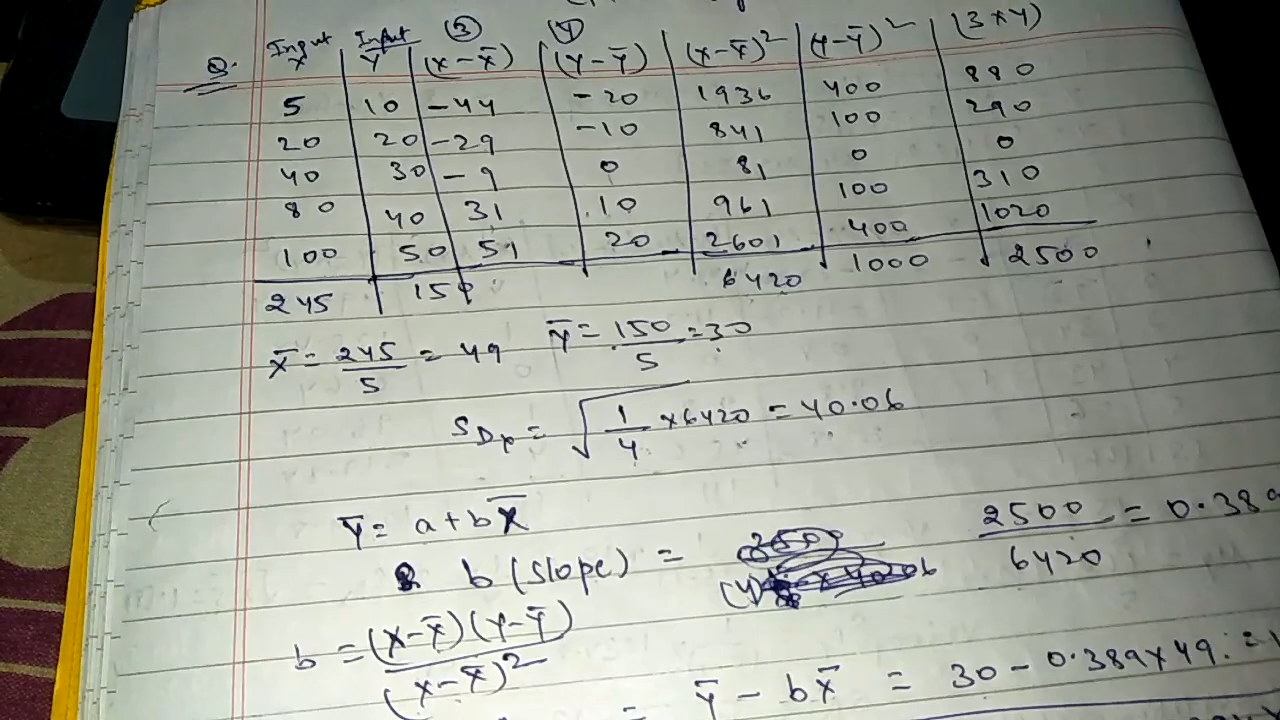 Q. Input X | Input Y | ③ (x-x̄) | ④ (Y-Ȳ) | (x-x̄)² | (Y-Ȳ)² | (3*4)
5 | 10 | -44 | -20 | 1936 | 400 | 880
20 | 20 | -29 | -10 | 841 | 100 | 290
40 | 30 | -9 | 0 | 81 | 0 | 0
80 | 40 | 31 | 10 | 961 | 100 | 310
100 | 50 | 51 | 20 | 2601 | 400 | 1020
245 | 150 | 6420 | 1000 | 2500
x̄ = 245/5 = 49 Ȳ = 150/5 = 30
SDx = √1/4 ×6420 = 40.06
Ȳ = a+bx̄
b (slope) = 2500/6420 = 0.389
b = (x-x̄)(Y-Ȳ)/(x-x̄)²
= Ȳ - bx̄ = 30 - 0.389×49 =